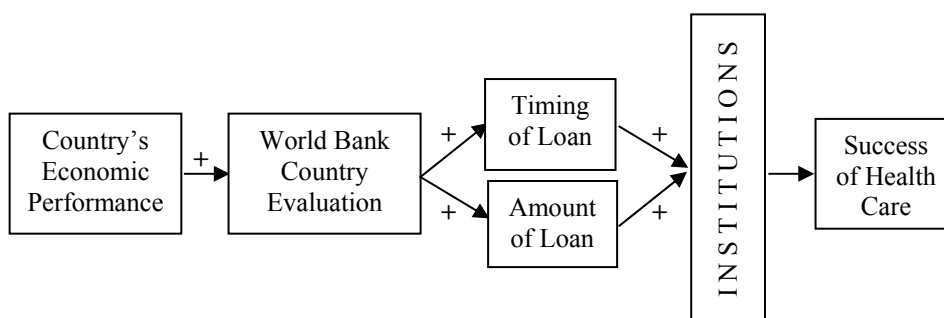 Country's
Economic
Performance
+
World Bank
Country
Evaluation
+
+
Timing
of Loan
Amount
of Loan
+
+
INSTITUTIONS
Success
of Health
Care